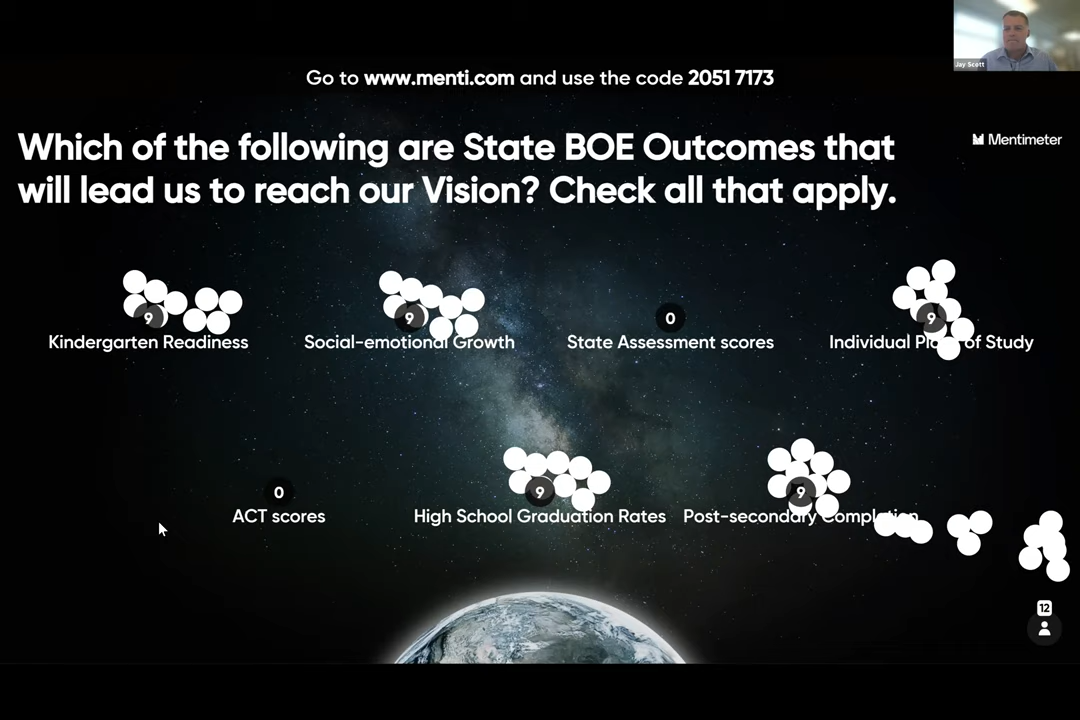 Jay Scott
Go to www.menti.com and use the code 2051 7173
Mentimeter
Which of the following are State BOE Outcomes that
will lead us to reach our Vision? Check all that apply.
9
9
0
9
Kindergarten Readiness
Social-emotional Growth
State Assessment scores
Individual of Study
0
9
9
ACT scores
High School Graduation Rates
Post-secondary Completion
12